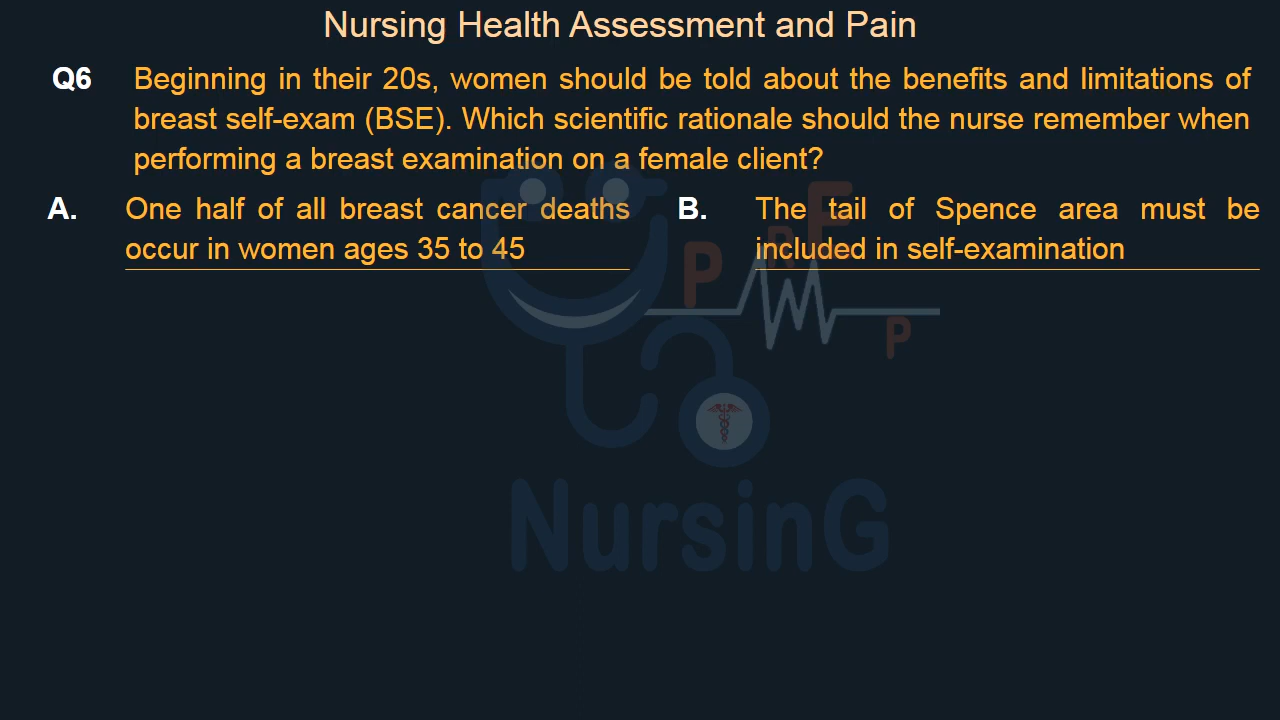 Nursing Health Assessment and Pain
Q6 Beginning in their 20s, women should be told about the benefits and limitations of
breast self-exam (BSE). Which scientific rationale should the nurse remember when
performing a breast examination on a female client?
A. One half of all breast cancer deaths
occur in women ages 35 to 45
B. The tail of Spence area must be
included in self-examination
P R F
P
NursinG